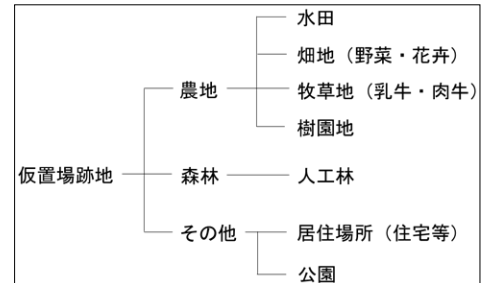 水田
畑地（野菜・花卉）
農地
牧草地（乳牛・肉牛）
樹園地
仮置場跡地
森林
人工林
その他
居住場所（住宅等）
公園